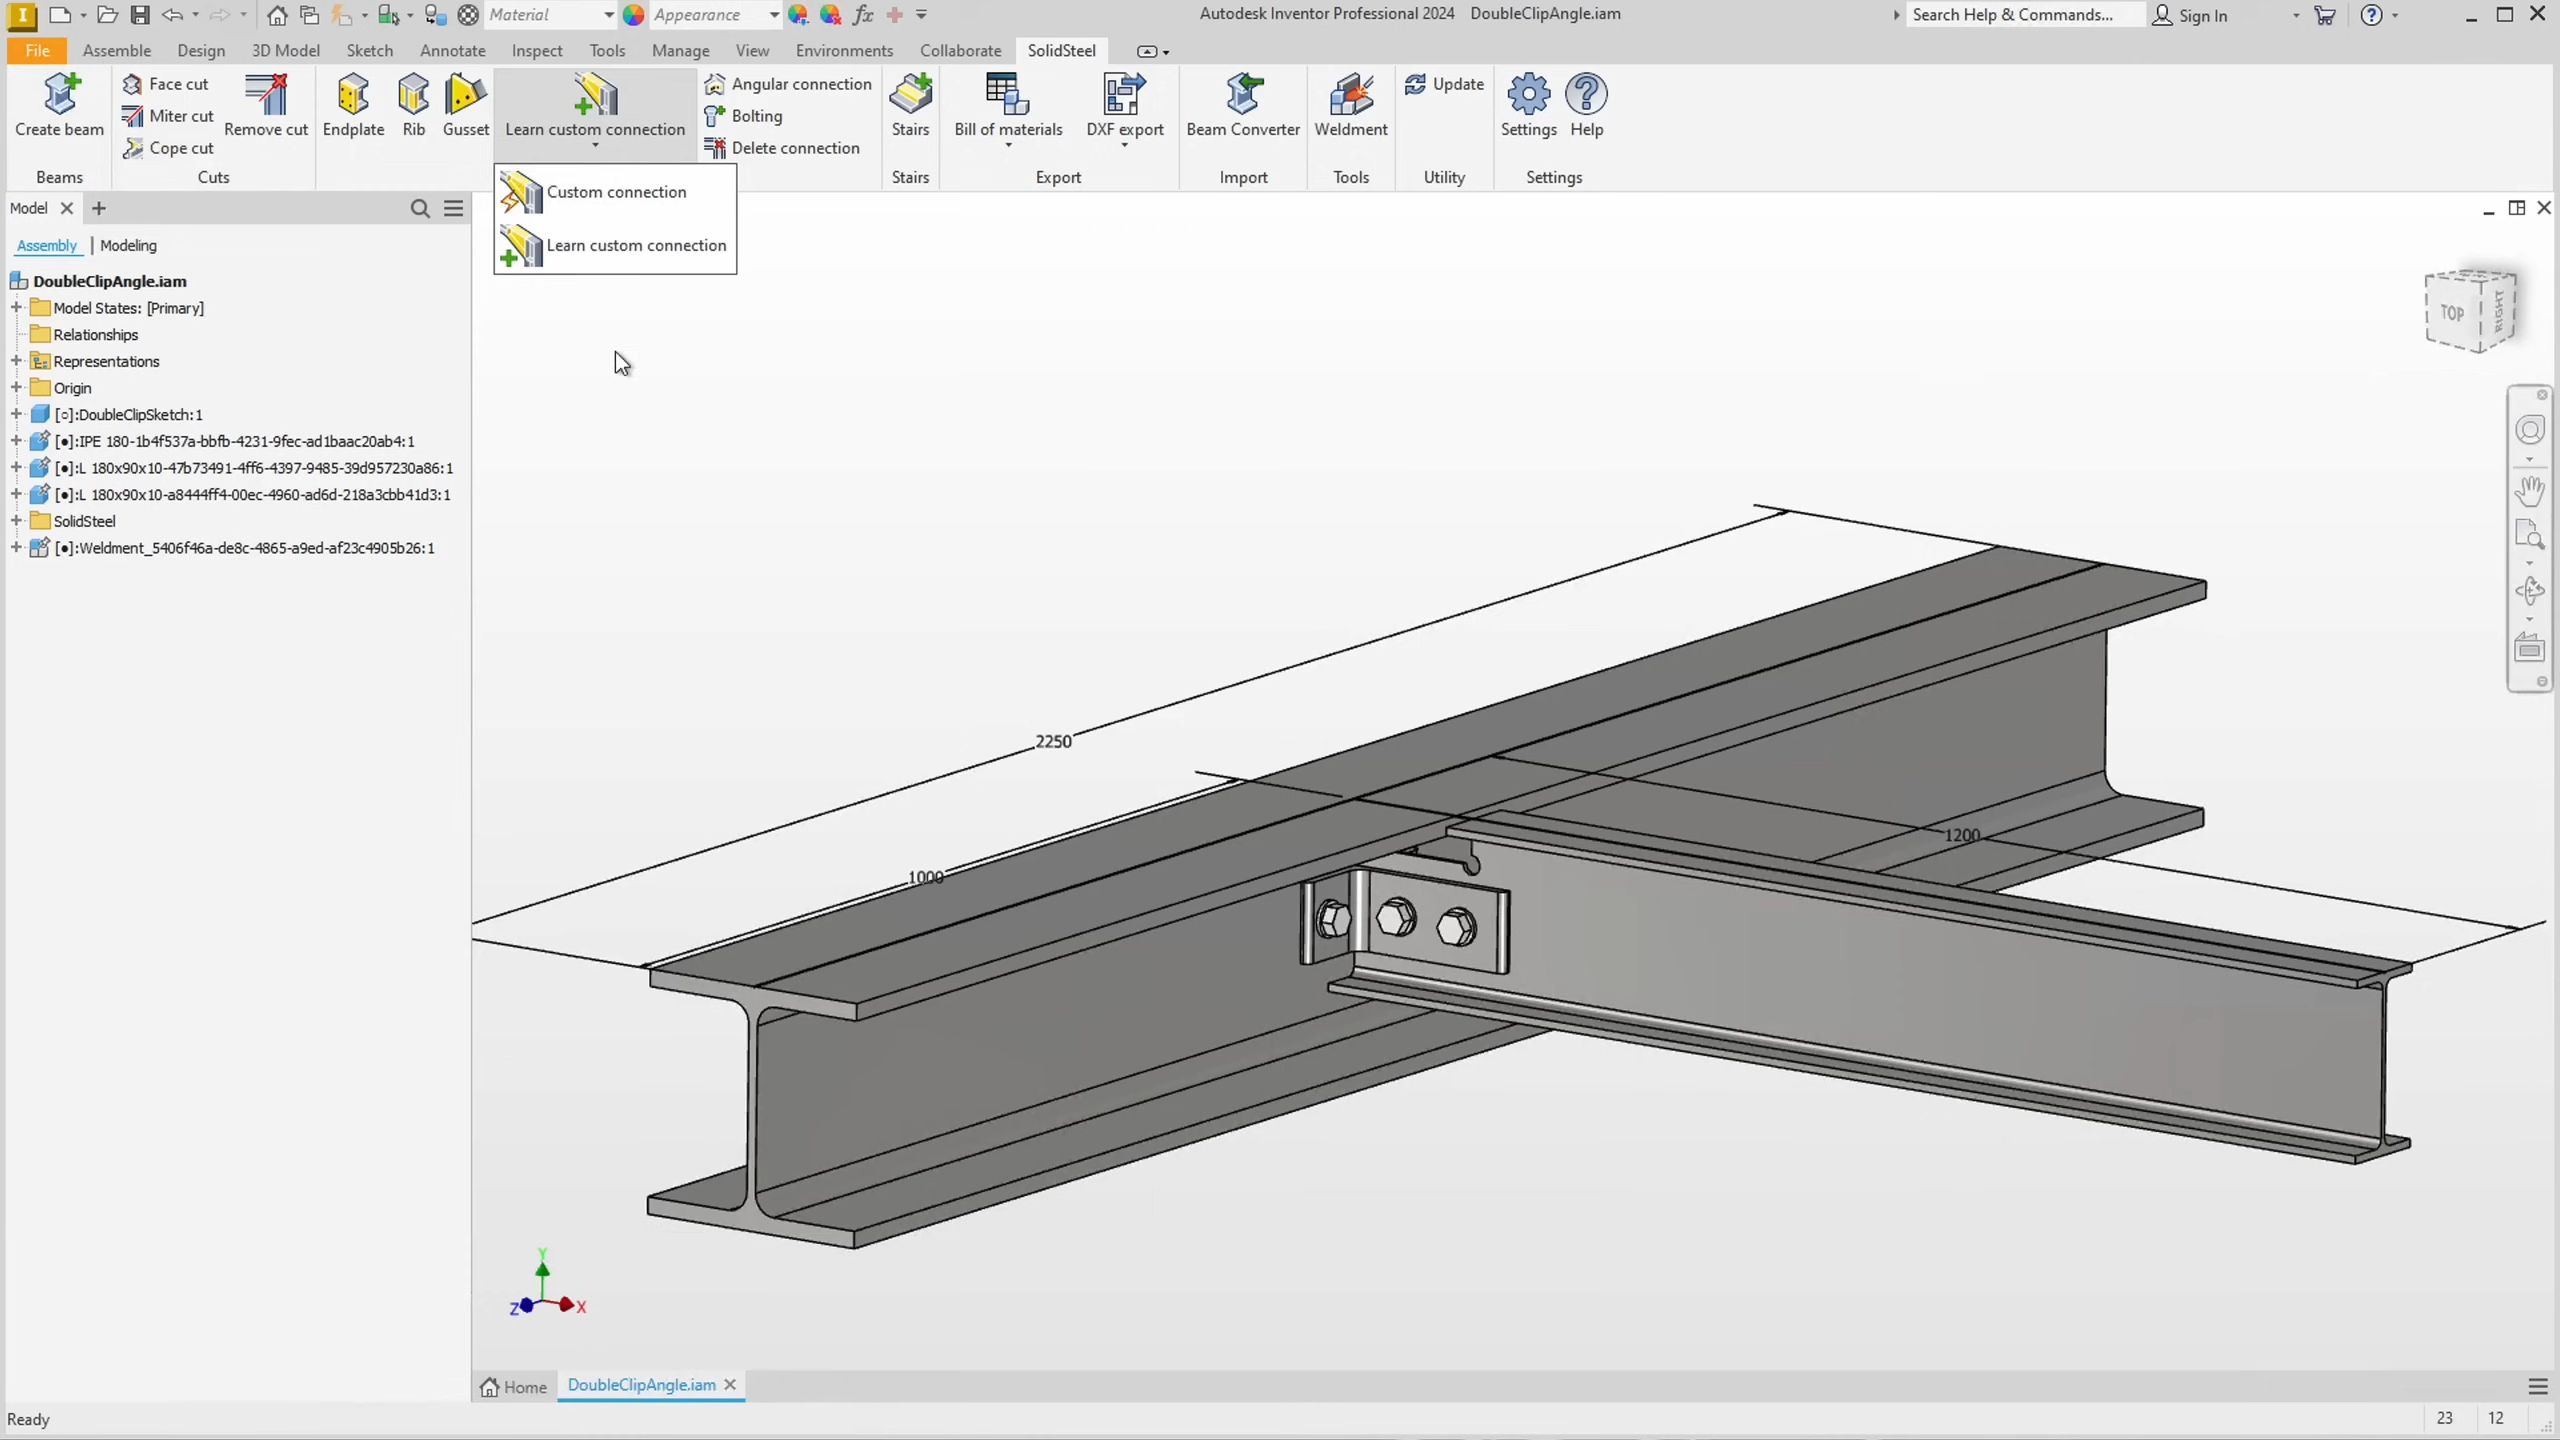 I Material Appearance fx Autodesk Inventor Professional 2024 DoubleClipAngle.iam Search Help & Commands... Sign In
File Assemble Design 3D Model Sketch Annotate Inspect Tools Manage View Environments Collaborate SolidSteel
Create beam
Beams
Face cut
Miter cut
Cope cut
Remove cut
Cuts
Endplate
Rib
Gusset
Learn custom connection
Angular connection
Bolting
Delete connection
Stairs
Stairs
Bill of materials
DXF export
Export
Beam Converter
Import
Weldment
Tools
Update
Utility
Settings
Help
Settings
Custom connection
Learn custom connection
Model
Assembly | Modeling
DoubleClipAngle.iam
Model States: [Primary]
Relationships
Representations
Origin
[○]:DoubleClipSketch:1
[•]:IPE 180-1b4f537a-bbfb-4231-9fec-ad1baac20ab4:1
[•]:L 180x90x10-47b73491-4ff6-4397-9485-39d957230a86:1
[•]:L 180x90x10-a8444ff4-00ec-4960-ad6d-218a3cbb41d3:1
SolidSteel
[•]:Weldment_5406f46a-de8c-4865-a9ed-af23c4905b26:1
TOP
RIGHT
2250
1200
1000
Y
Z
X
Home
DoubleClipAngle.iam
Ready
23 12